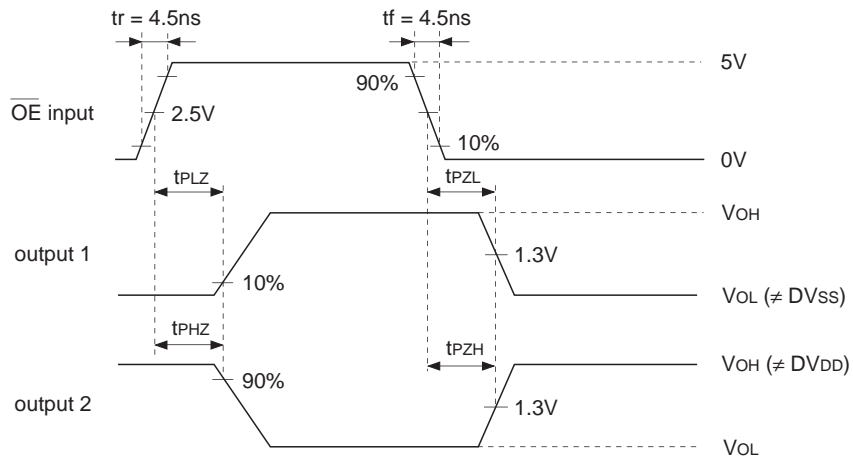 tr = 4.5ns
tf = 4.5ns
5V
90%
OE input
2.5V
10%
0V
tPLZ
tPZL
VOH
output 1
1.3V
10%
VOL (≠ DVSS)
tPHZ
tPZH
VOH (≠ DVDD)
90%
output 2
1.3V
VOL